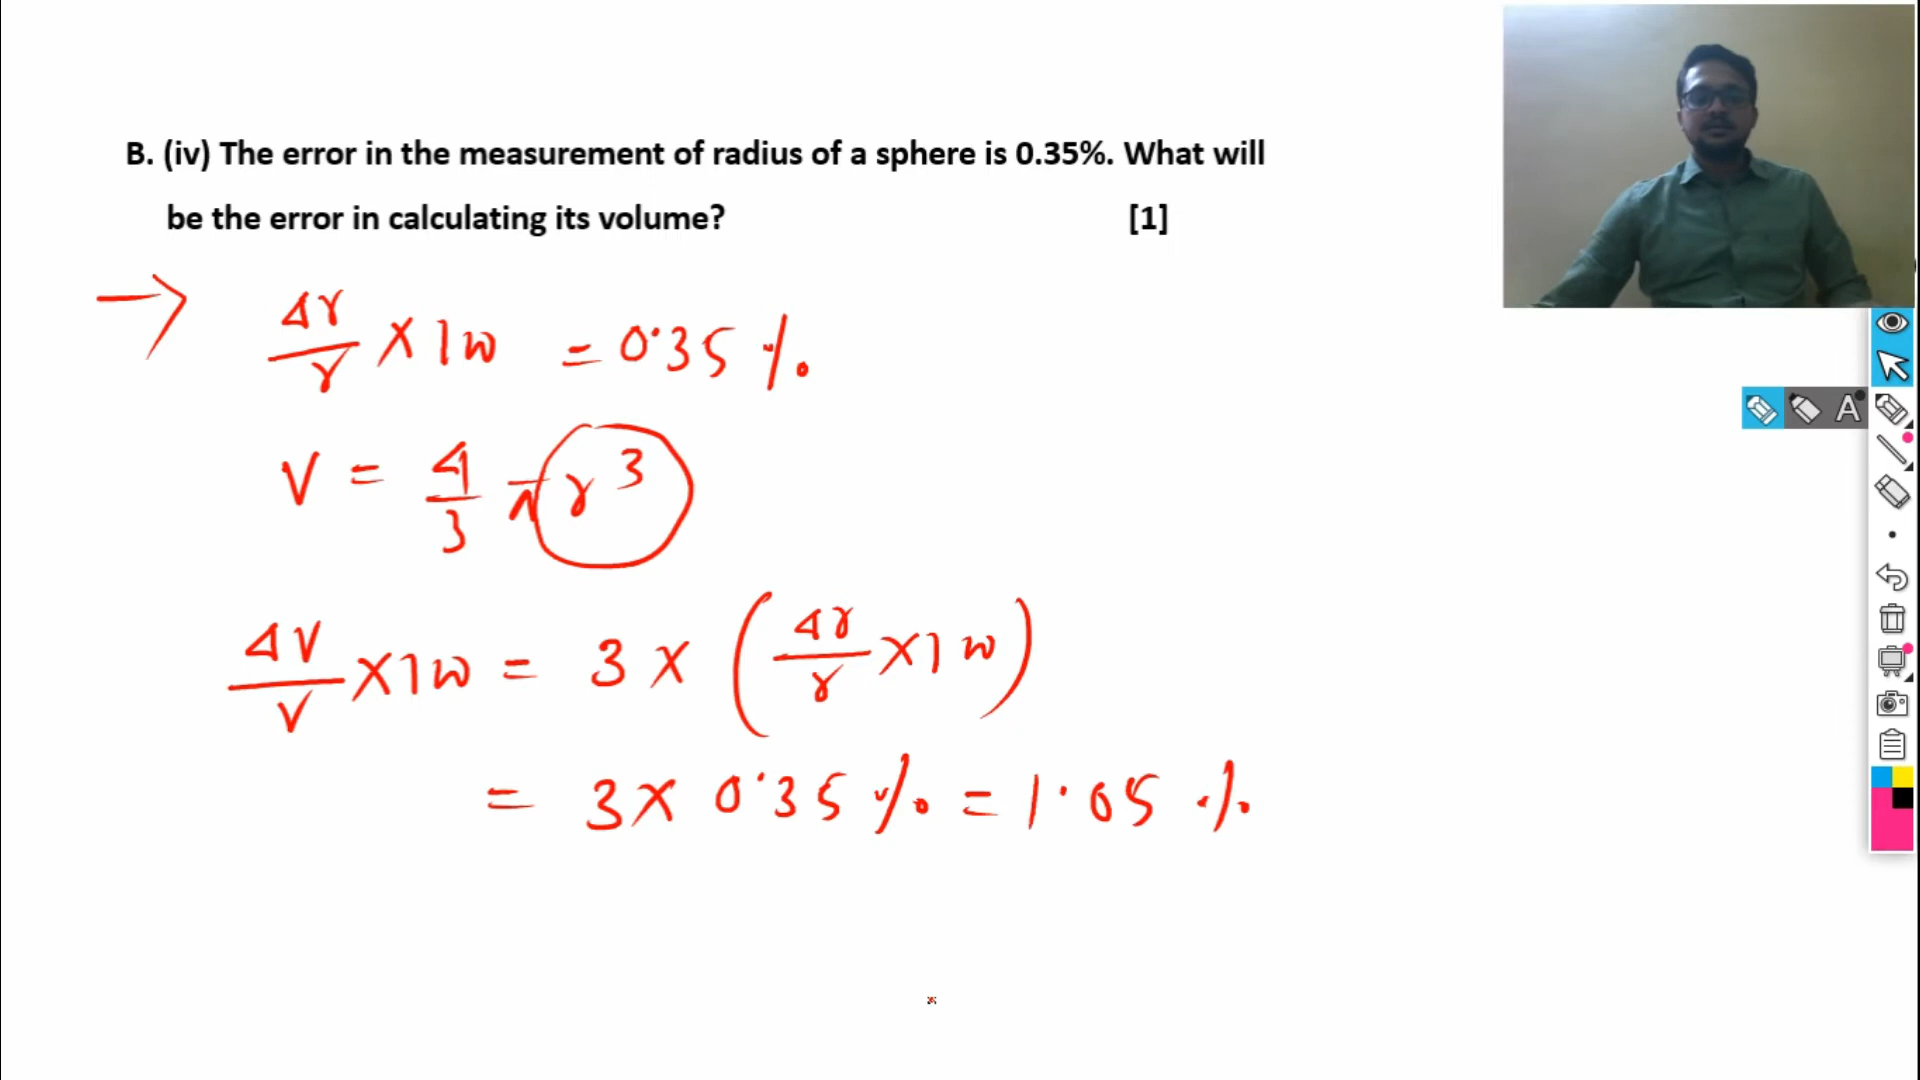 B. (iv) The error in the measurement of radius of a sphere is 0.35%. What will
be the error in calculating its volume? [1]
→ Δr/r × 100 = 0.35 %
V = 4/3 π r³
ΔV/V × 100 = 3 × (Δr/r × 100)
= 3 × 0.35 % = 1.05 %
A